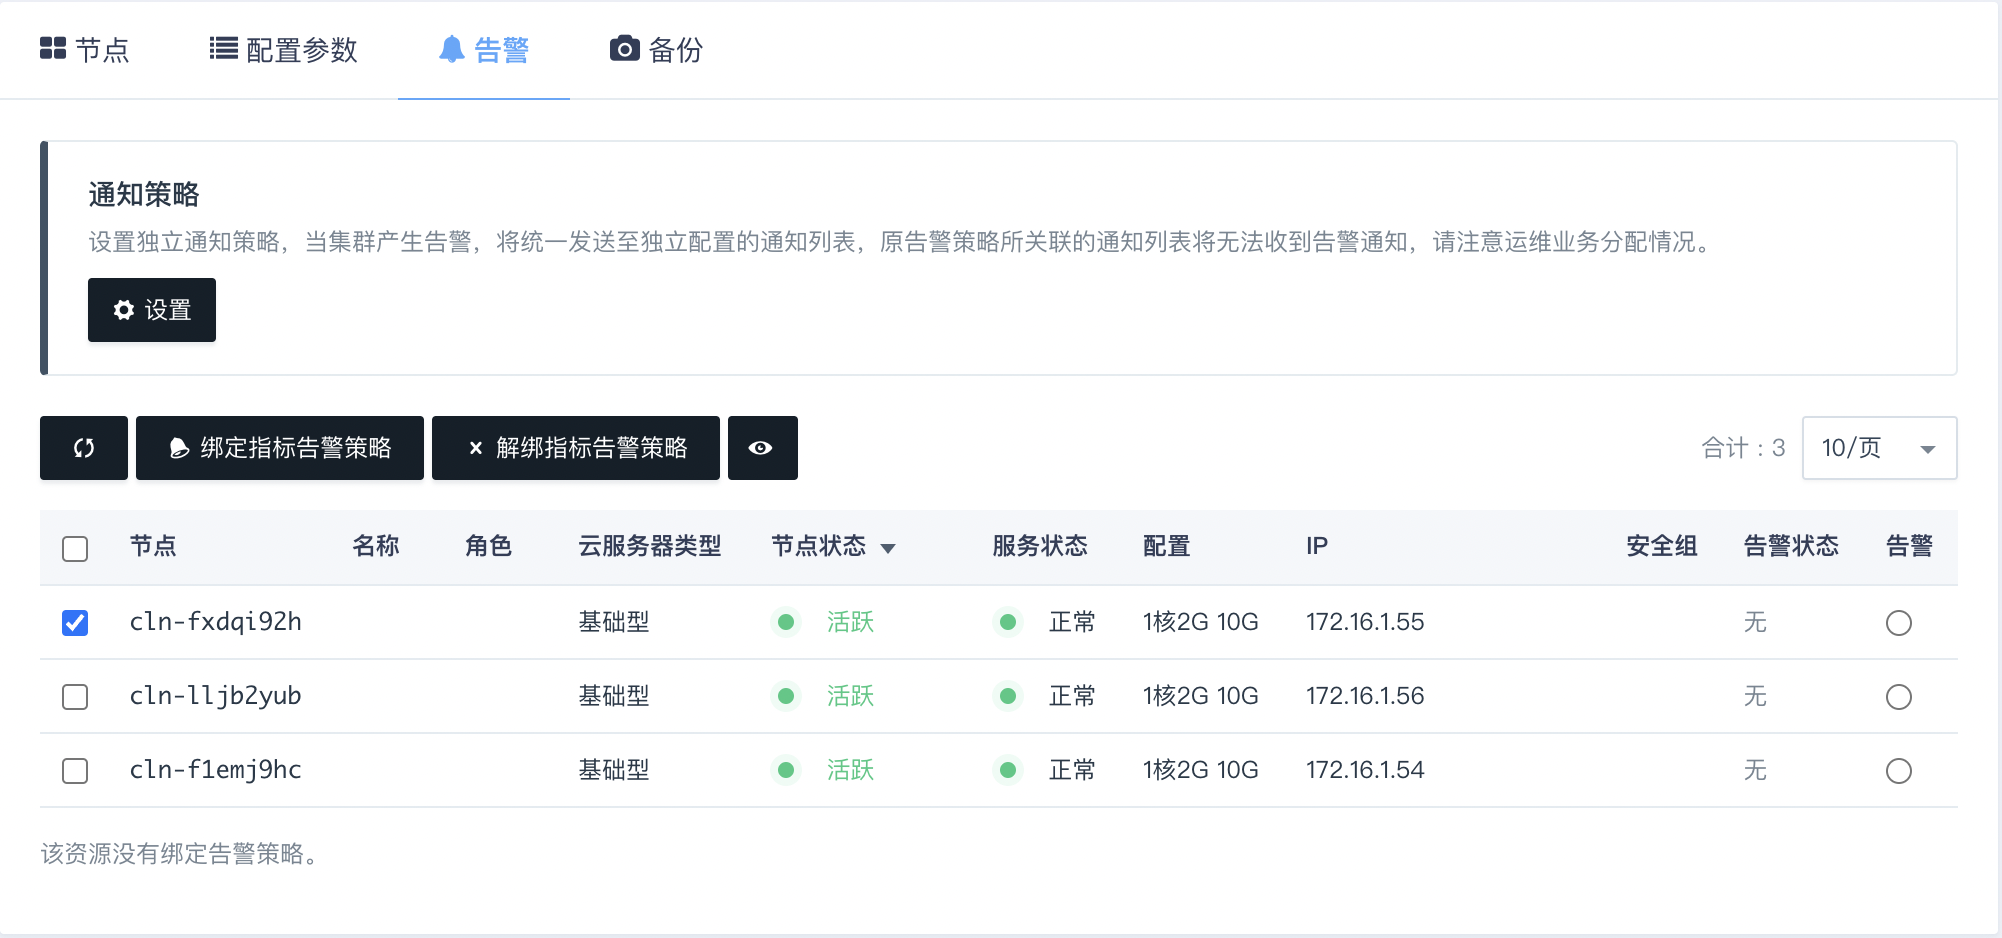 节点 配置参数 告警 备份
通知策略
设置独立通知策略，当集群产生告警，将统一发送至独立配置的通知列表，原告警策略所关联的通知列表将无法收到告警通知，请注意运维业务分配情况。
设置
绑定指标告警策略 × 解绑指标告警策略 合计：3 10/页
节点 名称 角色 云服务器类型 节点状态 服务状态 配置 IP 安全组 告警状态 告警
cln-fxdqi92h 基础型 活跃 正常 1核2G 10G 172.16.1.55 无
cln-lljb2yub 基础型 活跃 正常 1核2G 10G 172.16.1.56 无
cln-f1emj9hc 基础型 活跃 正常 1核2G 10G 172.16.1.54 无
该资源没有绑定告警策略。